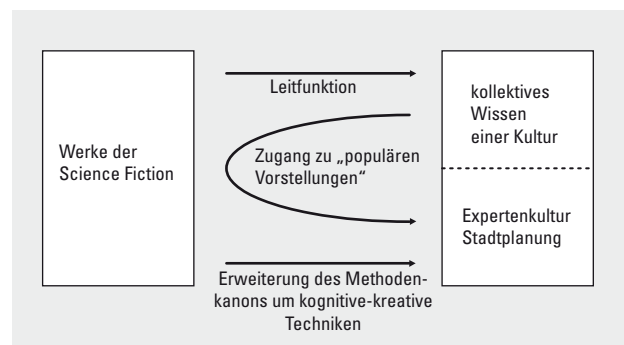 Werke der
Science Fiction
Leitfunktion
Zugang zu „populären
Vorstellungen“
Erweiterung des Methoden-
kanons um kognitive-kreative
Techniken
kollektives
Wissen
einer Kultur
Expertenkultur
Stadtplanung